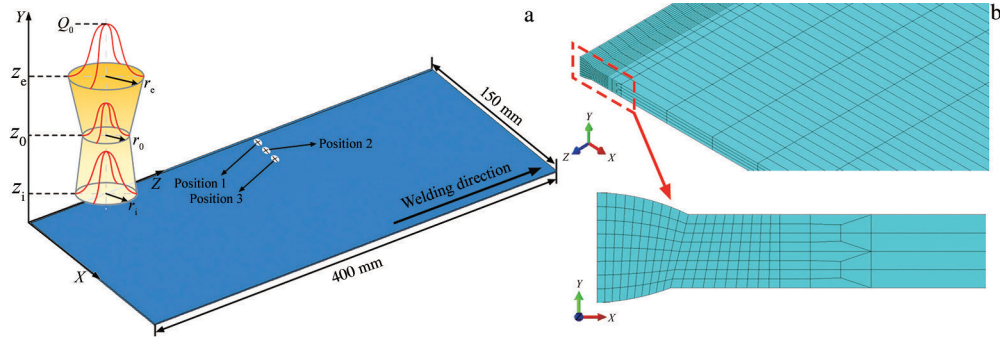 a
Y
Q₀
zₑ
rₑ
z₀
r₀
zᵢ
rᵢ
Z
X
Position 1
Position 2
Position 3
Welding direction
150 mm
400 mm
b
Y
Z
X
Y
Z
X